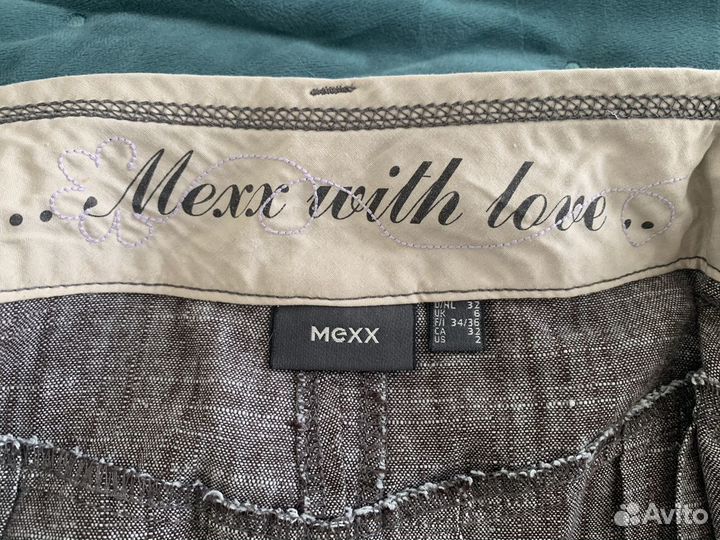 .. Mexx with love..
mexx
D/NL 32
UK 6
F/I 34/36
CA 32
US 2
Avito